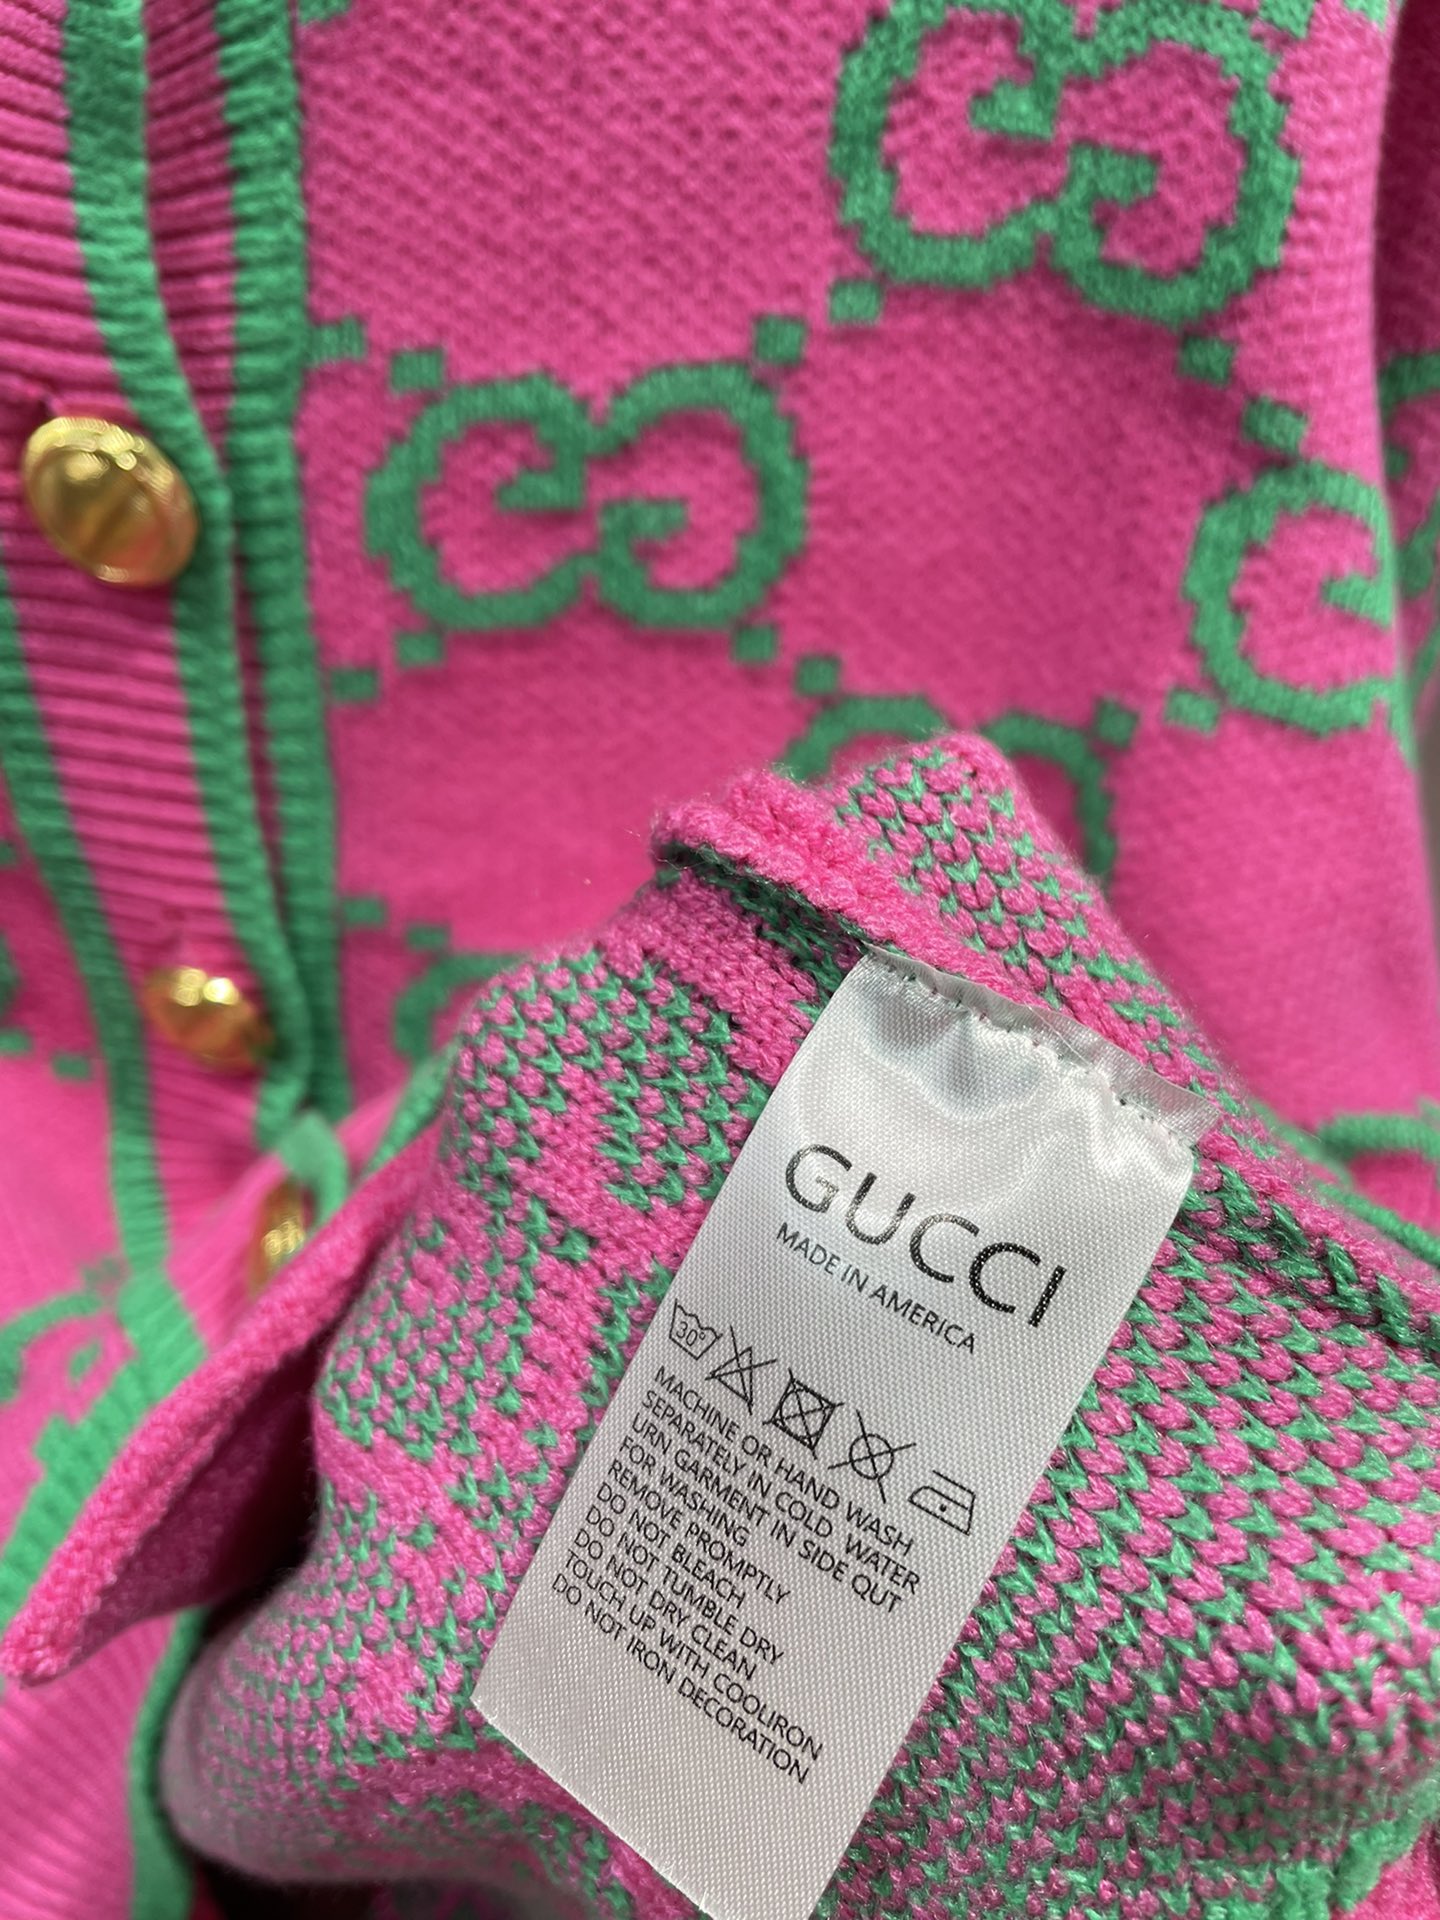 GUCCI
MADE IN AMERICA
30°
MACHINE OR HAND WASH
SEPARATELY IN COLD WATER
URN GARMENT IN SIDE QUT
FOR WASHING
REMOVE PROMPTLY
DO NOT BLEACH
DO NOT TUMBLE DRY
DO NOT DRY CLEAN
TOUCH UP WITH COOLIRON
DO NOT IRON DECORATION